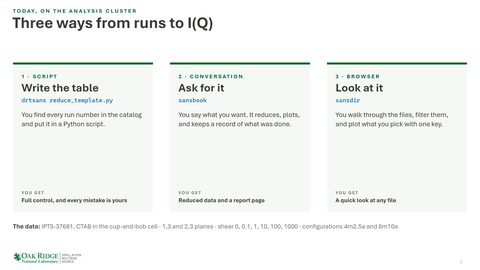 TODAY, ON THE ANALYSIS CLUSTER
Three ways from runs to I(Q)
1 · SCRIPT
Write the table
drtsans reduce_template.py
You find every run number in the catalog
and put it in a Python script.
YOU GET
Full control, and every mistake is yours
2 · CONVERSATION
Ask for it
sansbook
You say what you want. It reduces, plots,
and keeps a record of what was done.
YOU GET
Reduced data and a report page
3 · BROWSER
Look at it
sansdir
You walk through the files, filter them,
and plot what you pick with one key.
YOU GET
A quick look at any file
The data: IPTS-37681, CTAB in the cup-and-bob cell · 1,3 and 2,3 planes · shear 0, 0.1, 1, 10, 100, 1000 · configurations 4m2.5a and 8m10a
OAK RIDGE
National Laboratory
SPALLATION
NEUTRON
SOURCE